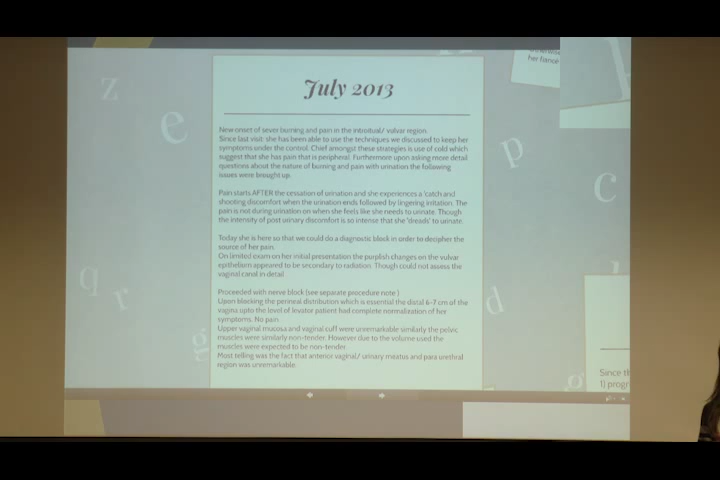 her fiance
July 2013
New onset of sever burning and pain in the introitual/ vulvar region.
Since last visit she has been able to use the techniques we discussed to keep her
symptoms under the control. Chief amongst these strategies is use of cold which
suggest that she has pain that is peripheral. Furthermore upon asking more detail
questions about the nature of burning and pain with urination the following
issues were brought up.
Pain starts AFTER the cessation of urination and she experiences a 'catch and
shooting discomfort when the urination ends followed by lingering irritation. The
pain is not during urination on when she feels like she needs to urinate. Though
the intensity of post urinary discomfort is so intense that she 'dreads' to urinate.
Today she is here so that we could do a diagnostic block in order to decipher the
source of her pain.
On limited exam on her initial presentation the purplish changes on the vulvar
epithelium appeared to be secondary to radiation. Though could not assess the
vaginal canal in detail.
Proceeded with nerve block (see separate procedure note )
Upon blocking the perineal distribution which is essential the distal 6-7 cm of the
vagina upto the level of levator patient had complete normalization of her
symptoms. No pain.
Upper vaginal mucosa and vaginal cuff were unremarkable similarly the pelvic
muscles were similarly non-tender. However due to the volume used the
muscles were expected to be non-tender.
Most telling was the fact that anterior vaginal/ urinary meatus and para urethral
region was unremarkable.
z
e
p
c
q
r
g
d
g
Since th
1) progr